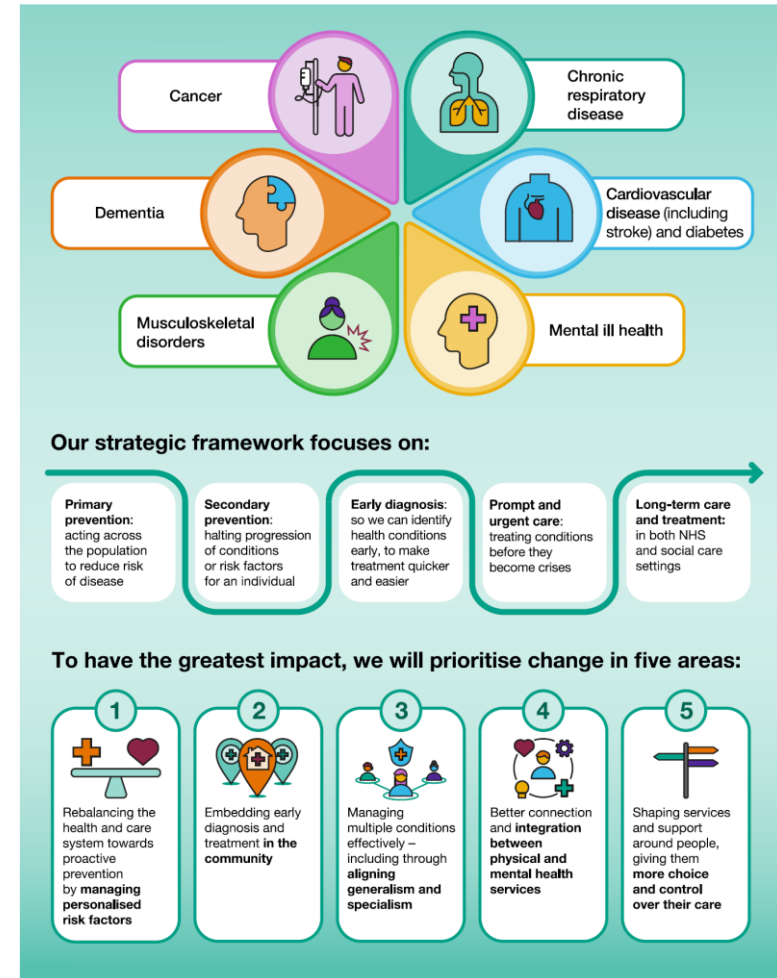 Cancer
Chronic
respiratory
disease
Dementia
Cardiovascular
disease (including
stroke) and diabetes
Musculoskeletal
disorders
Mental ill health
Our strategic framework focuses on:
Primary
prevention:
acting across
the population
to reduce risk
of disease
Secondary
prevention:
halting progression
of conditions
or risk factors
for an individual
Early diagnosis:
so we can identify
health conditions
early, to make
treatment quicker
and easier
Prompt and
urgent care:
treating conditions
before they
become crises
Long-term care
and treatment:
in both NHS
and social care
settings
To have the greatest impact, we will prioritise change in five areas:
1
Rebalancing the
health and care
system towards
proactive
prevention
by managing
personalised
risk factors
2
Embedding early
diagnosis and
treatment in the
community
3
Managing
multiple conditions
effectively –
including through
aligning
generalism and
specialism
4
Better connection
and integration
between
physical and
mental health
services
5
Shaping services
and support
around people,
giving them
more choice
and control
over their care